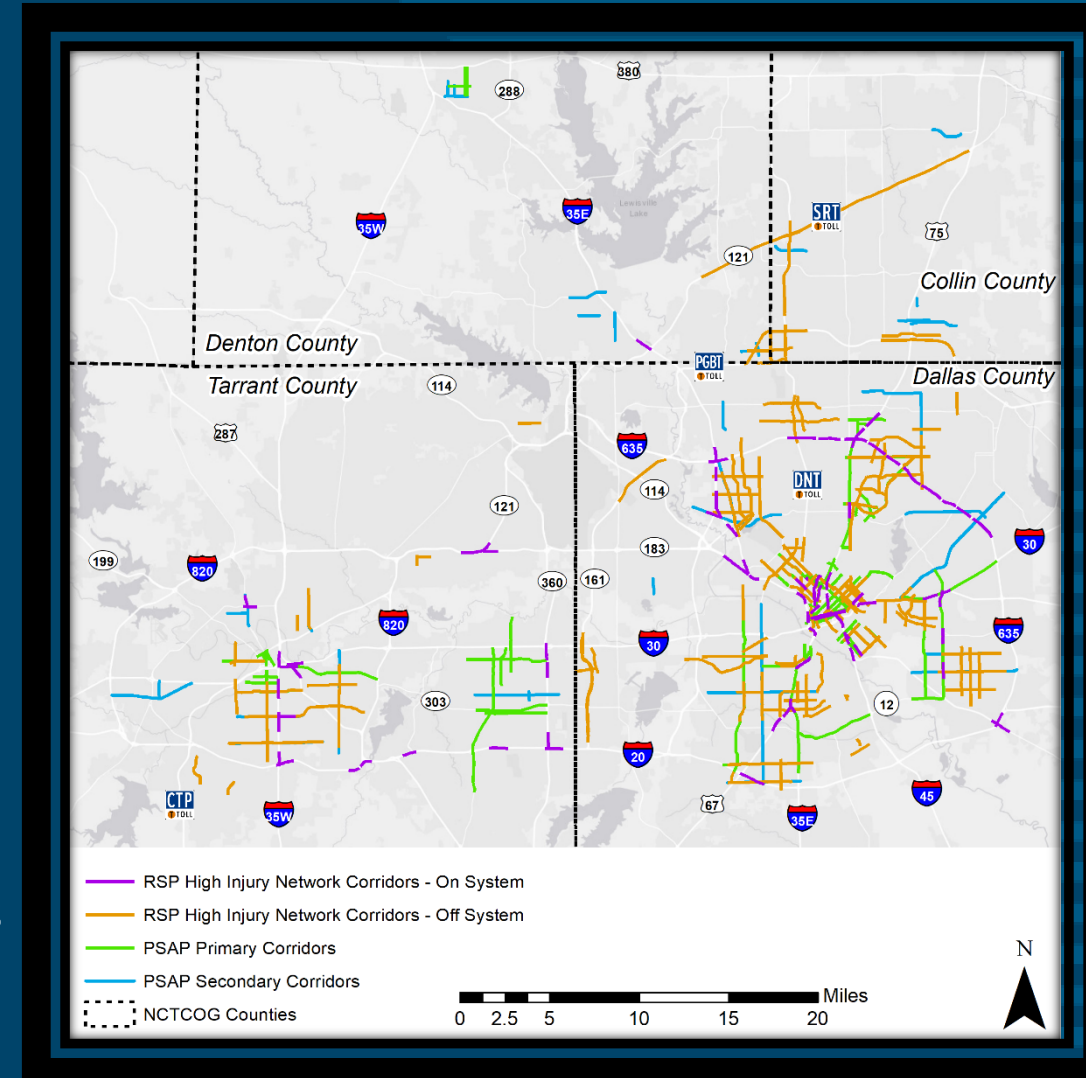 380
288
Lewisville
Lake
35W
35E
SRT
TOLL
75
121
Collin County
Denton County
PGBT
TOLL
Tarrant County
114
Dallas County
287
635
DNT
TOLL
114
121
30
199
183
820
360
161
820
635
30
303
12
20
CTP
TOLL
67
45
35W
35E
RSP High Injury Network Corridors - On System
RSP High Injury Network Corridors - Off System
PSAP Primary Corridors
PSAP Secondary Corridors
NCTCOG Counties
N
Miles
0 2.5 5 10 15 20